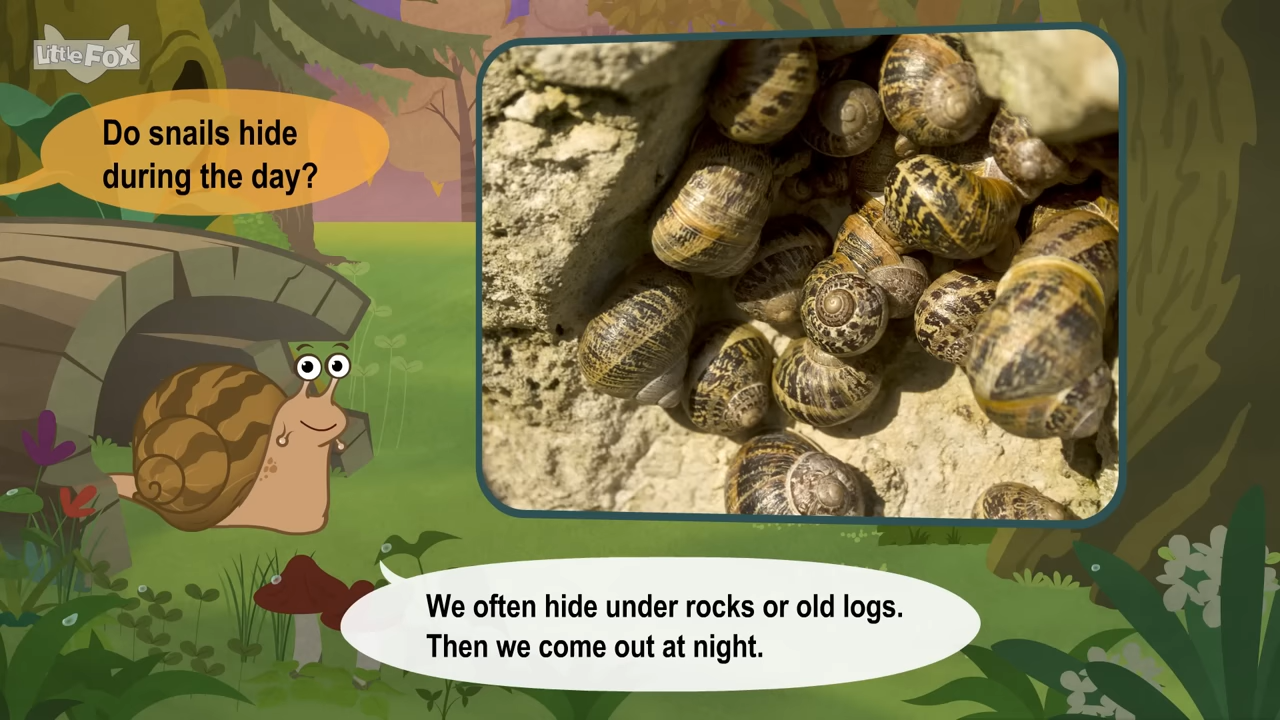 Little Fox
Do snails hide
during the day?
We often hide under rocks or old logs.
Then we come out at night.